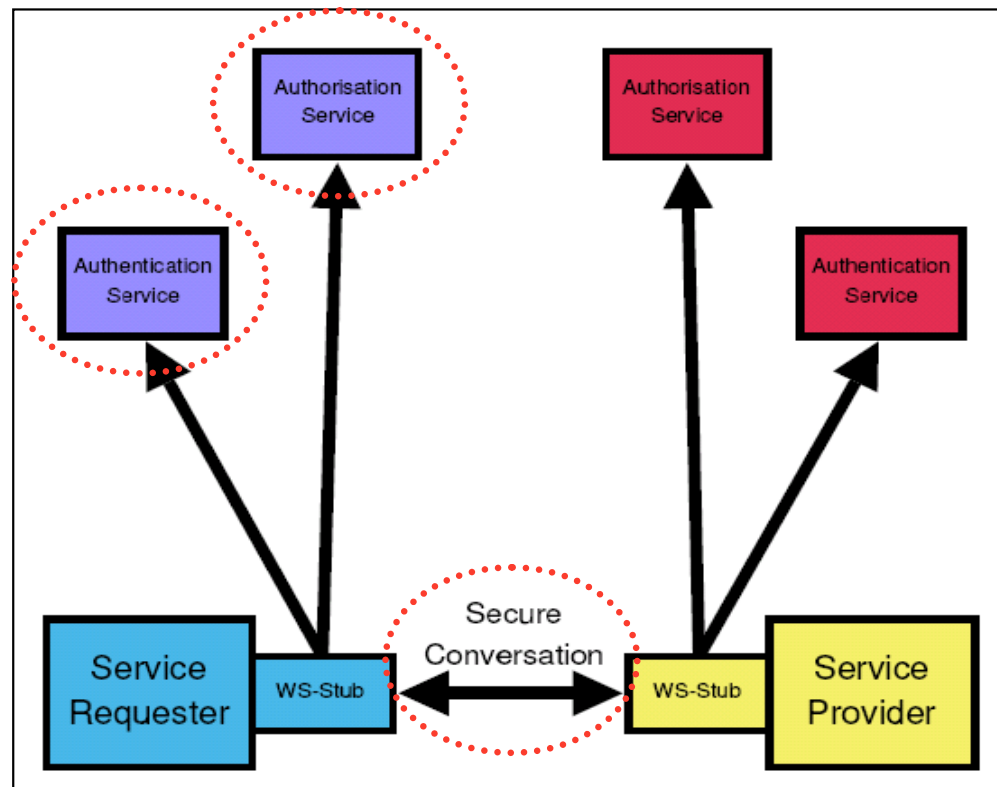 Authorisation
Service
Authorisation
Service
Authentication
Service
Authentication
Service
Secure
Conversation
Service
Requester
WS-Stub
WS-Stub
Service
Provider